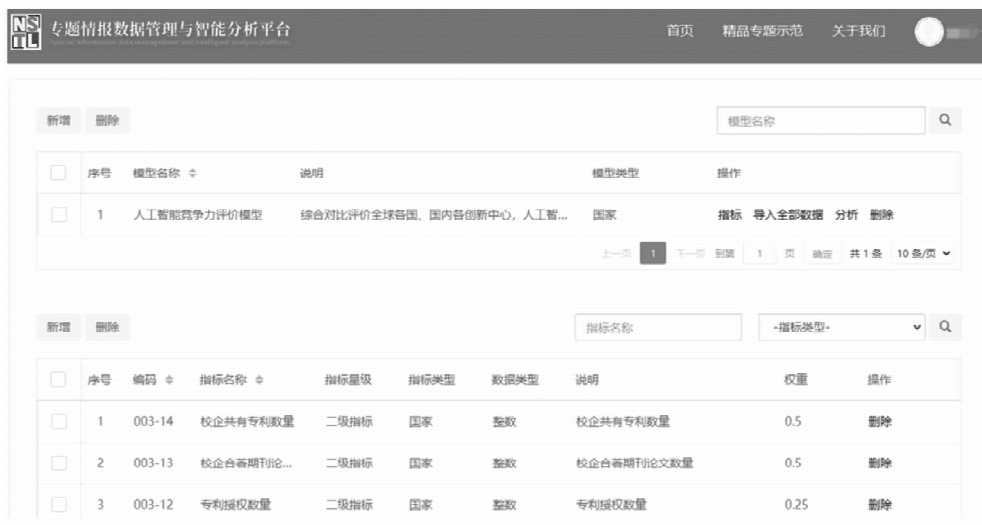 NSTL 专题情报数据管理与智能分析平台 首页 精品专题示范 关于我们
Special information data management and intelligent analysis platform
新增 删除 模型名称
序号 模型名称 说明 模型类型 操作
1 人工智能竞争力评价模型 综合对比评价全球各国、国内各创新中心，人工智... 国家 指标 导入全部数据 分析 删除
上一页 1 下一页 到第 1 页 确定 共 1 条 10 条/页
新增 删除 指标名称 -指标类型-
序号 编码 指标名称 指标星级 指标类型 数据类型 说明 权重 操作
1 003-14 校企共有专利数量 二级指标 国家 整数 校企共有专利数量 0.5 删除
2 003-13 校企合著期刊论... 二级指标 国家 整数 校企合著期刊论文数量 0.5 删除
3 003-12 专利授权数量 二级指标 国家 整数 专利授权数量 0.25 删除